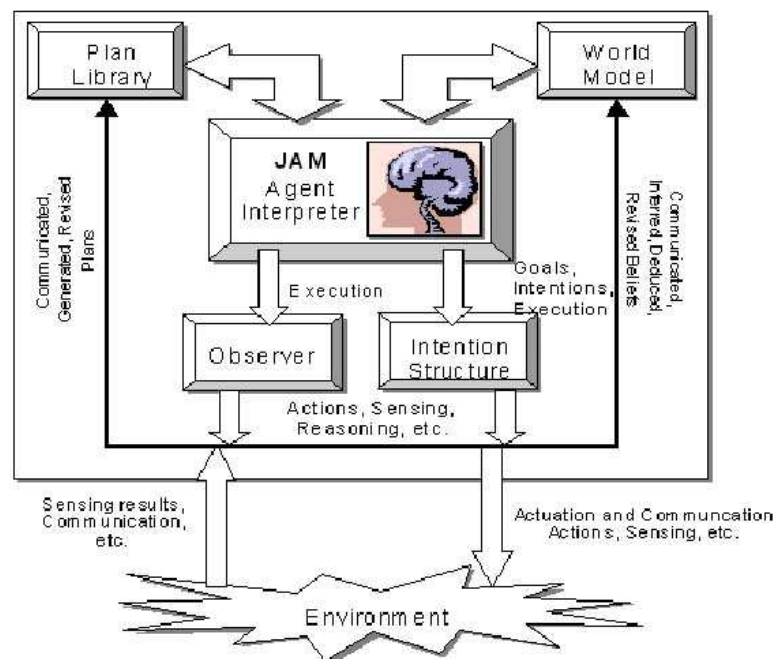 Plan
Library
World
Model
JAM
Agent
Interpreter
Communicated,
Generated, Revised
Plans
Communicated,
Inferred, Deduced,
Revised Beliefs
Execution
Goals,
Intentions,
Execution
Observer
Intention
Structure
Actions, Sensing,
Reasoning, etc.
Sensing results,
Communication,
etc.
Actuation and Communcation
Actions, Sensing, etc.
Environment